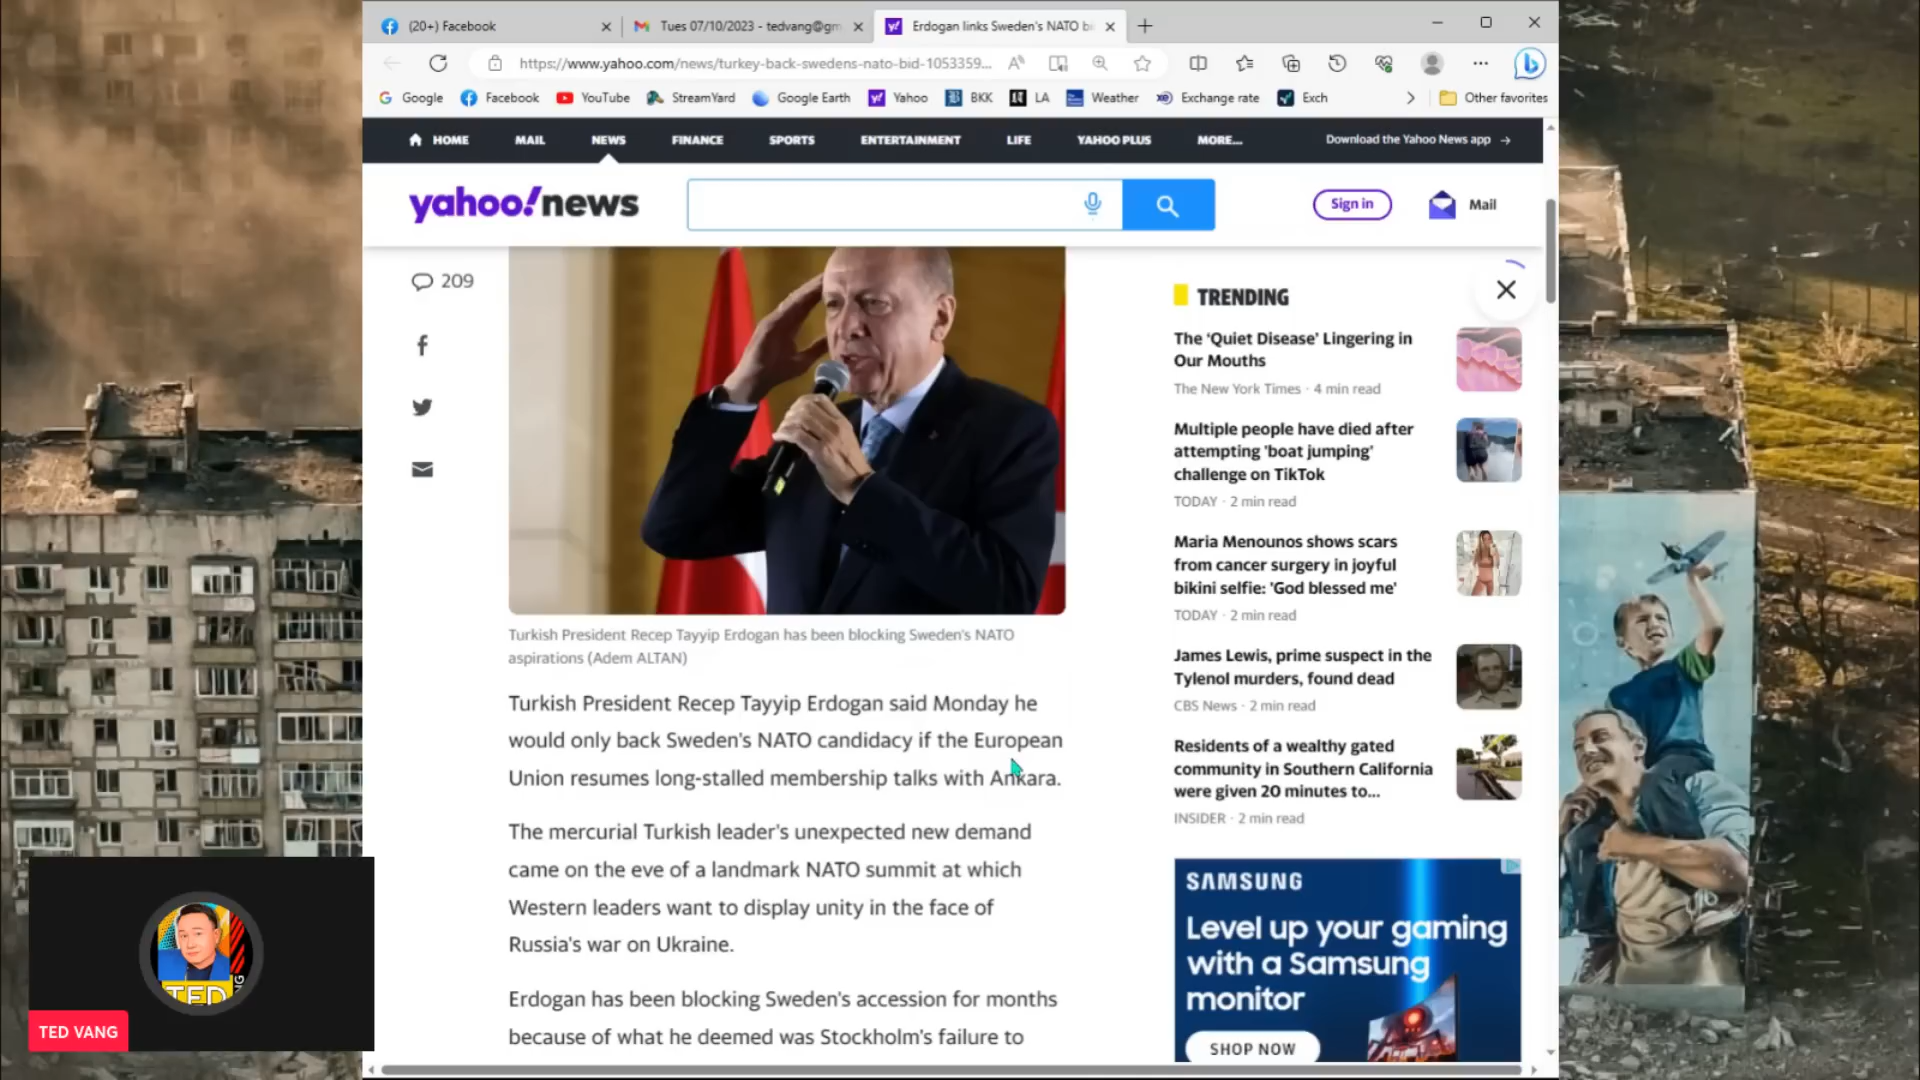 (20+) Facebook
Tues 07/10/2023 - tedvang@gm
Erdogan links Sweden's NATO bi
https://www.yahoo.com/news/turkey-back-swedens-nato-bid-1053359...
Google
Facebook
YouTube
StreamYard
Google Earth
Yahoo
BKK
LA
Weather
Exchange rate
Exch
Other favorites
HOME
MAIL
NEWS
FINANCE
SPORTS
ENTERTAINMENT
LIFE
YAHOO PLUS
MORE...
Download the Yahoo News app →
yahoo!news
Sign in
Mail
209
Turkish President Recep Tayyip Erdogan has been blocking Sweden's NATO
aspirations (Adem ALTAN)
Turkish President Recep Tayyip Erdogan said Monday he
would only back Sweden's NATO candidacy if the European
Union resumes long-stalled membership talks with Ankara.
The mercurial Turkish leader's unexpected new demand
came on the eve of a landmark NATO summit at which
Western leaders want to display unity in the face of
Russia's war on Ukraine.
Erdogan has been blocking Sweden's accession for months
because of what he deemed was Stockholm's failure to
TRENDING
The ‘Quiet Disease’ Lingering in
Our Mouths
The New York Times · 4 min read
Multiple people have died after
attempting 'boat jumping'
challenge on TikTok
TODAY · 2 min read
Maria Menounos shows scars
from cancer surgery in joyful
bikini selfie: 'God blessed me'
TODAY · 2 min read
James Lewis, prime suspect in the
Tylenol murders, found dead
CBS News · 2 min read
Residents of a wealthy gated
community in Southern California
were given 20 minutes to...
INSIDER · 2 min read
SAMSUNG
Level up your gaming
with a Samsung
monitor
SHOP NOW
TED
TED VANG